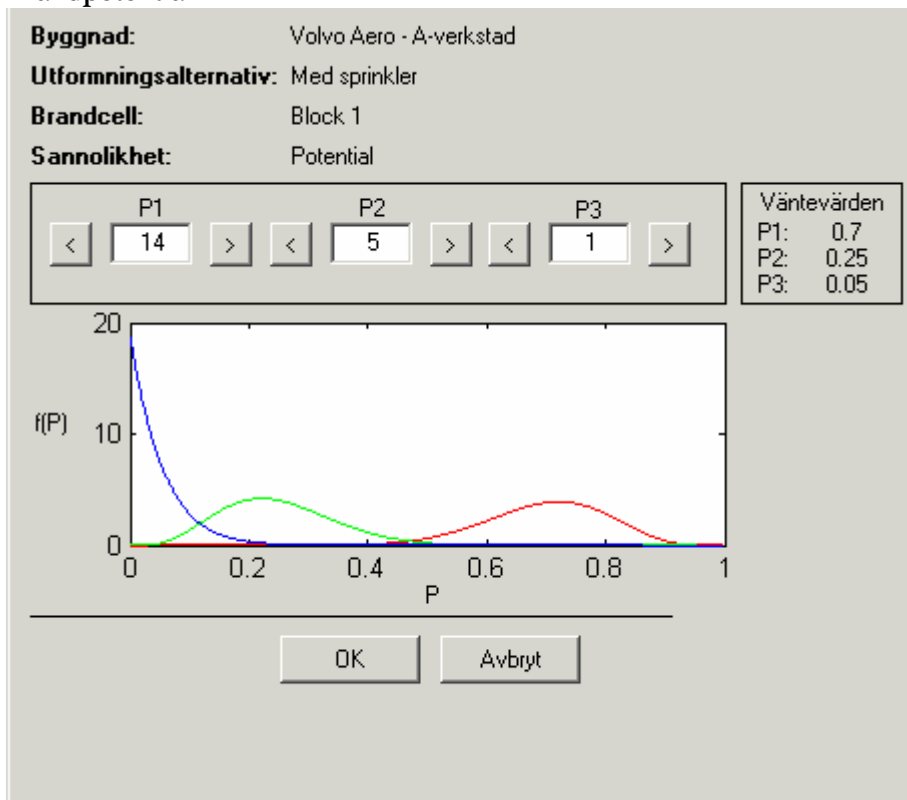 Byggnad: Volvo Aero - A-verkstad
Utformningsalternativ: Med sprinkler
Brandcell: Block 1
Sannolikhet: Potential
P1 P2 P3
< 14 > < 5 > < 1 >
Väntevärden
P1: 0.7
P2: 0.25
P3: 0.05
20
f(P)
10
0
0 0.2 0.4 0.6 0.8 1
P
OK Avbryt